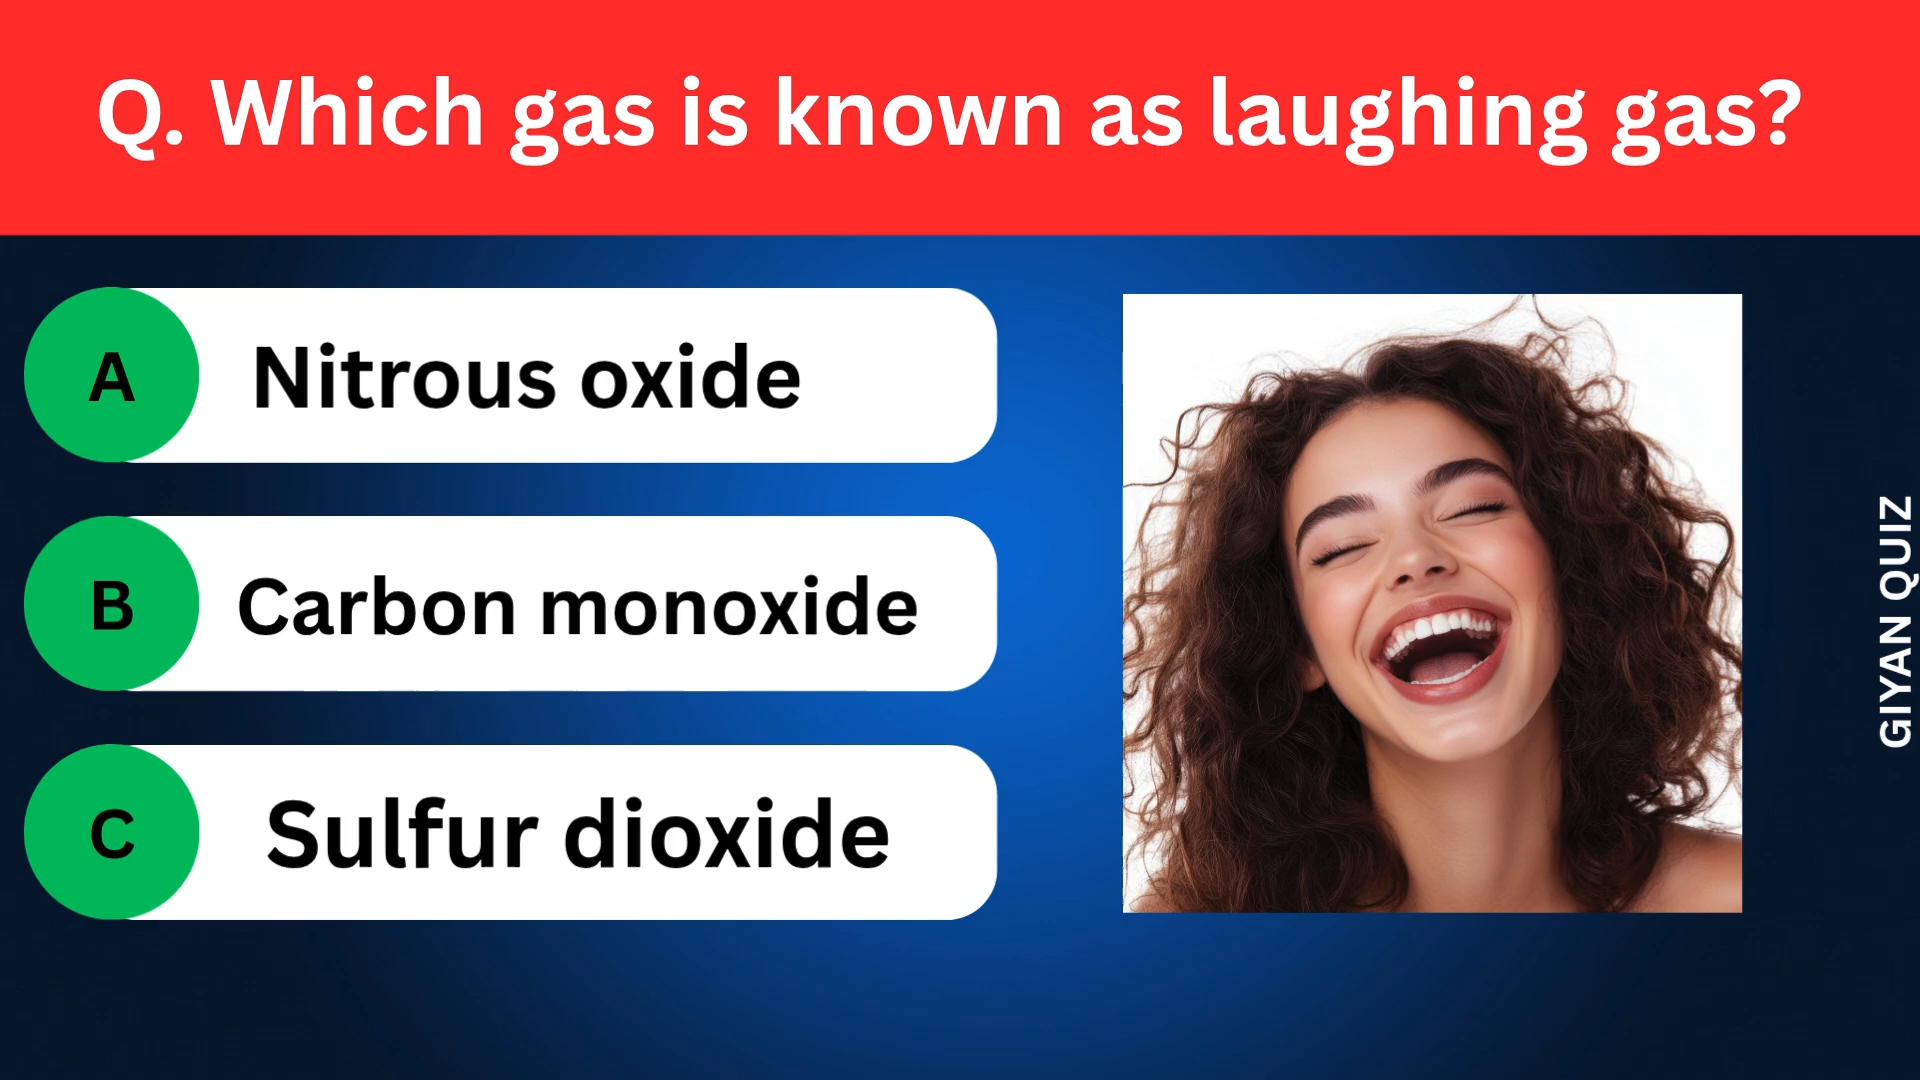 Q. Which gas is known as laughing gas?
A Nitrous oxide
B Carbon monoxide
C Sulfur dioxide
GIYAN QUIZ